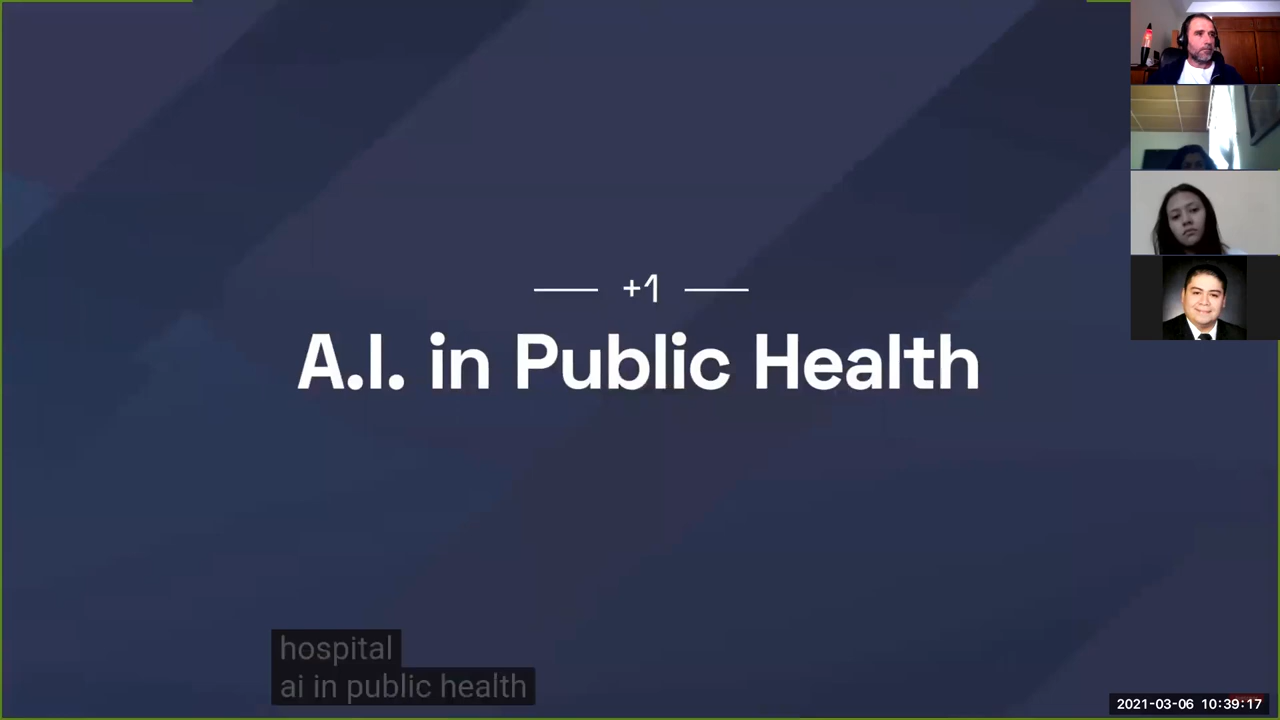 +1
A.I. in Public Health
hospital
ai in public health
2021-03-06 10:39:17